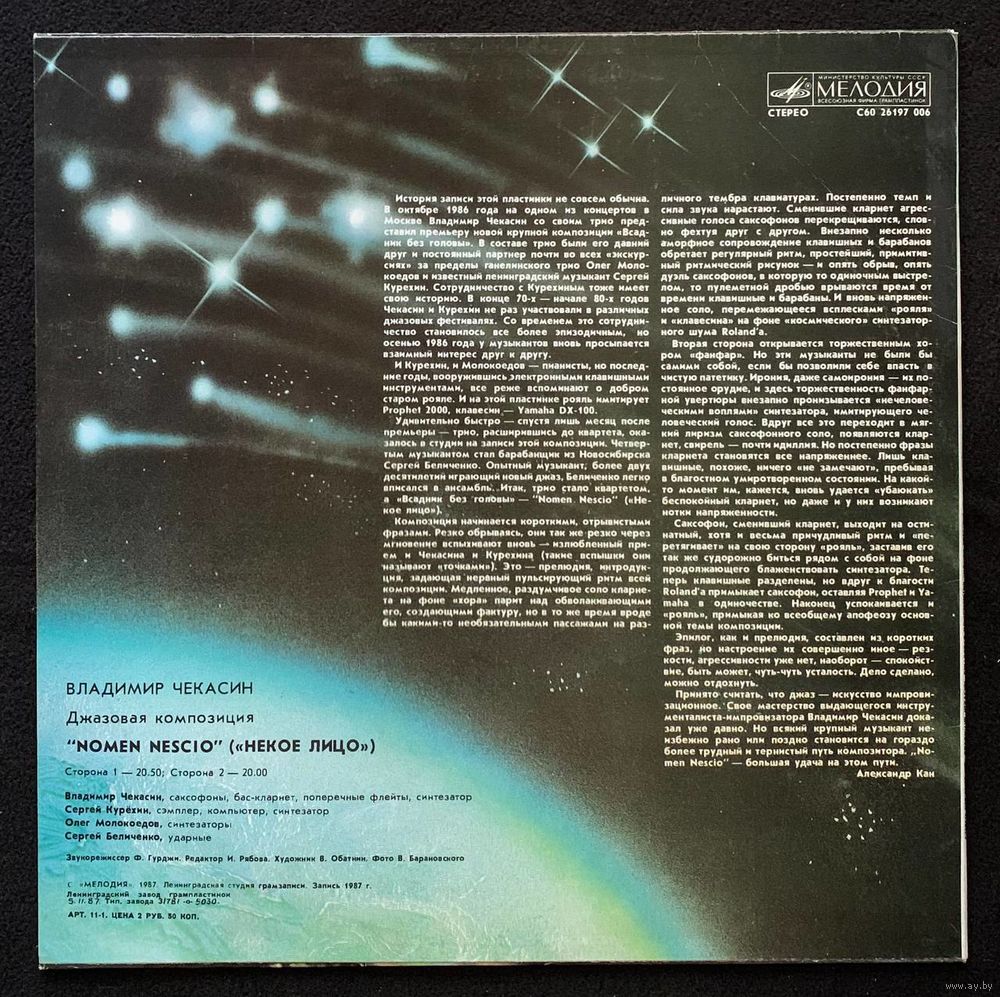 МИНИСТЕРСТВО КУЛЬТУРЫ СССР
МЕЛОДИЯ
ВСЕСОЮЗНАЯ ФИРМА ГРАМПЛАСТИНОК
СТЕРЕО С60 26197 006
История записи этой пластинки не совсем обычна.
В октябре 1986 года на одном из концертов в
Москве Владимир Чекасин со своим трио пред-
ставил премьеру новой крупной композиции «Всад-
ник без головы». В составе трио были его давний
друг и постоянный партнер почти во всех «экскур-
сиях» за пределы ганелинского трио Олег Моло-
коедов и известный ленинградский музыкант Сергей
Курехин. Сотрудничество с Курехиным тоже имеет
свою историю. В конце 70-х — начале 80-х годов
Чекасин и Курехин не раз участвовали в различных
джазовых фестивалях. Со временем это сотрудни-
чество становилось все более эпизодичным, но
осенью 1986 года у музыкантов вновь просыпается
взаимный интерес друг к другу.
И Курехин, и Молокоедов — пианисты, но послед-
ние годы, вооружившись электронными клавишными
инструментами, все реже вспоминают о добром
старом рояле. И на этой пластинке рояль имитирует
Prophet 2000, клавесин — Yamaha DX-100.
Удивительно быстро — спустя лишь месяц после
премьеры — трио, расширившись до квартета, ока-
залось в студии на записи этой композиции. Четвер-
тым музыкантом стал барабанщик из Новосибирска
Сергей Беличенко. Опытный музыкант, более двух
десятилетий играющий новый джаз, Беличенко легко
вписался в ансамбль. Итак, трио стало квартетом,
а «Всадник без головы» — "Nomen Nescio" («Не-
кое лицо»).
Композиция начинается короткими, отрывистыми
фразами. Резко обрываясь, они так же резко через
мгновение вспыхивают вновь — излюбленный при-
ем и Чекасина и Курехина (такие вспышки они
называют «точками»). Это — прелюдия, интродук-
ция, задающая нервный пульсирующий ритм всей
композиции. Медленное, раздумчивое соло кларне-
та на фоне «хора» парит над обволакивающими
его, создающими фактуру, но в то же время вроде
бы какими-то необязательными пассажами на раз-
личного тембра клавиатурах. Постепенно темп и
сила звука нарастают. Сменившие кларнет агрес-
сивные голоса саксофонов перекрещиваются, слов-
но фехтуя друг с другом. Внезапно несколько
аморфное сопровождение клавишных и барабанов
обретает регулярный ритм, простейший, примитив-
ный ритмический рисунок — и опять обрыв, опять
дуэль саксофонов, в которую то одиночным выстре-
лом, то пулеметной дробью врываются время от
времени клавишные и барабаны. И вновь напряжен-
ное соло, перемежающееся всплесками «рояля»
и «клавесина» на фоне «космического» синтезатор-
ного шума Roland'a.
Вторая сторона открывается торжественным хо-
ром «фанфар». Но эти музыканты не были бы
самими собой, если бы позволили себе впасть в
чистую патетику. Ирония, даже самоирония — их по-
стоянное орудие, и здесь торжественность фанфар-
ной увертюры внезапно пронизывается «нечелове-
ческими воплями» синтезатора, имитирующего че-
ловеческий голос. Вдруг все это переходит в мяг-
кий лиризм саксофонного соло, появляются клар-
нет, свирель — почти идиллия. Но постепенно фразы
кларнета становятся все напряженнее. Лишь кла-
вишные, похоже, ничего «не замечают», пребывая
в благостном умиротворенном состоянии. На какой-
то момент им, кажется, вновь удается «убаюкать»
беспокойный кларнет, но даже и у них возникают
нотки напряженности.
Саксофон, сменивший кларнет, выходит на ости-
натный, хотя и весьма причудливый ритм и «пе-
ретягивает» на свою сторону «рояль», заставив его
так же судорожно биться рядом с собой на фоне
продолжающего блаженствовать синтезатора. Те-
перь клавишные разделены, но вдруг к благости
Roland'a примыкает саксофон, оставляя Prophet и Ya-
maha в одиночестве. Наконец успокаивается и
«рояль», примыкая ко всеобщему апофеозу основ-
ной темы композиции.
Эпилог, как и прелюдия, составлен из коротких
фраз, но настроение их совершенно иное — рез-
кости, агрессивности уже нет, наоборот — спокойст-
вие, быть может, чуть-чуть усталость. Дело сделано,
можно отдохнуть.
Принято считать, что джаз — искусство импрови-
зационное. Свое мастерство выдающегося инстру-
менталиста-импровизатора Владимир Чекасин дока-
зал уже давно. Но всякий крупный музыкант не-
избежно рано или поздно становится на гораздо
более трудный и тернистый путь композитора. „No-
men Nescio" — большая удача на этом пути.
Александр Кан
ВЛАДИМИР ЧЕКАСИН
Джазовая композиция
"NOMEN NESCIO" («НЕКОЕ ЛИЦО»)
Сторона 1 — 20.50; Сторона 2 — 20.00
Владимир Чекасин, саксофоны, бас-кларнет, поперечные флейты, синтезатор
Сергей Курёхин, сэмплер, компьютер, синтезатор
Олег Молокоедов, синтезаторы
Сергей Беличенко, ударные
Звукорежиссер Ф. Гурджи. Редактор И. Рябова. Художник В. Обатнин. Фото В. Барановского
С «МЕЛОДИЯ». 1987. Ленинградская студия грамзаписи. Запись 1987 г.
Ленинградский завод грампластинок
5.11.87. Тип. завода 31781-о-5030.
АРТ. 11-1. ЦЕНА 2 РУБ. 50 КОП.
www.ay.by